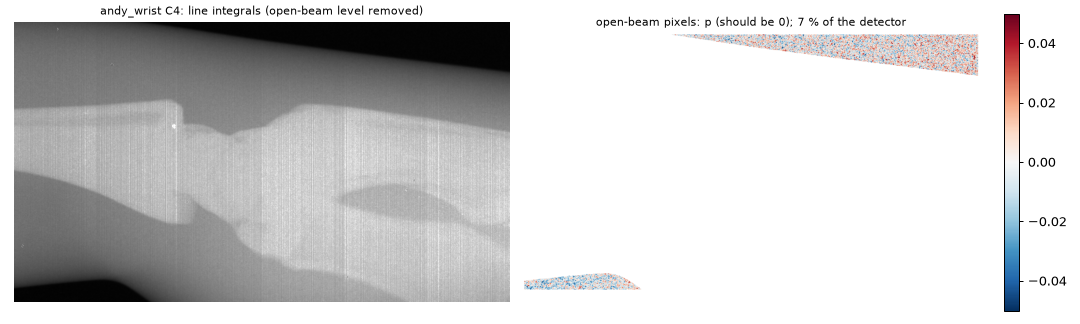 andy_wrist C4: line integrals (open-beam level removed)
open-beam pixels: p (should be 0); 7 % of the detector
0.04
0.02
0.00
−0.02
−0.04